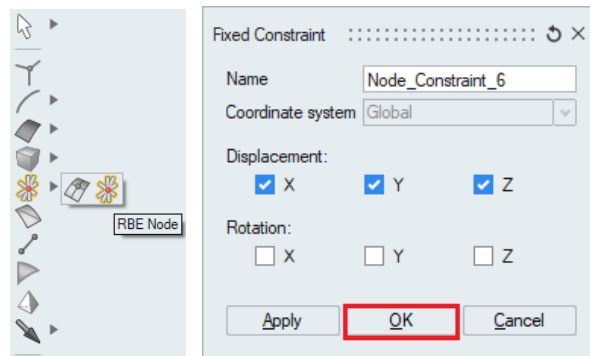 RBE Node
Fixed Constraint
Name Node_Constraint_6
Coordinate system Global
Displacement:
X Y Z
Rotation:
X Y Z
Apply OK Cancel